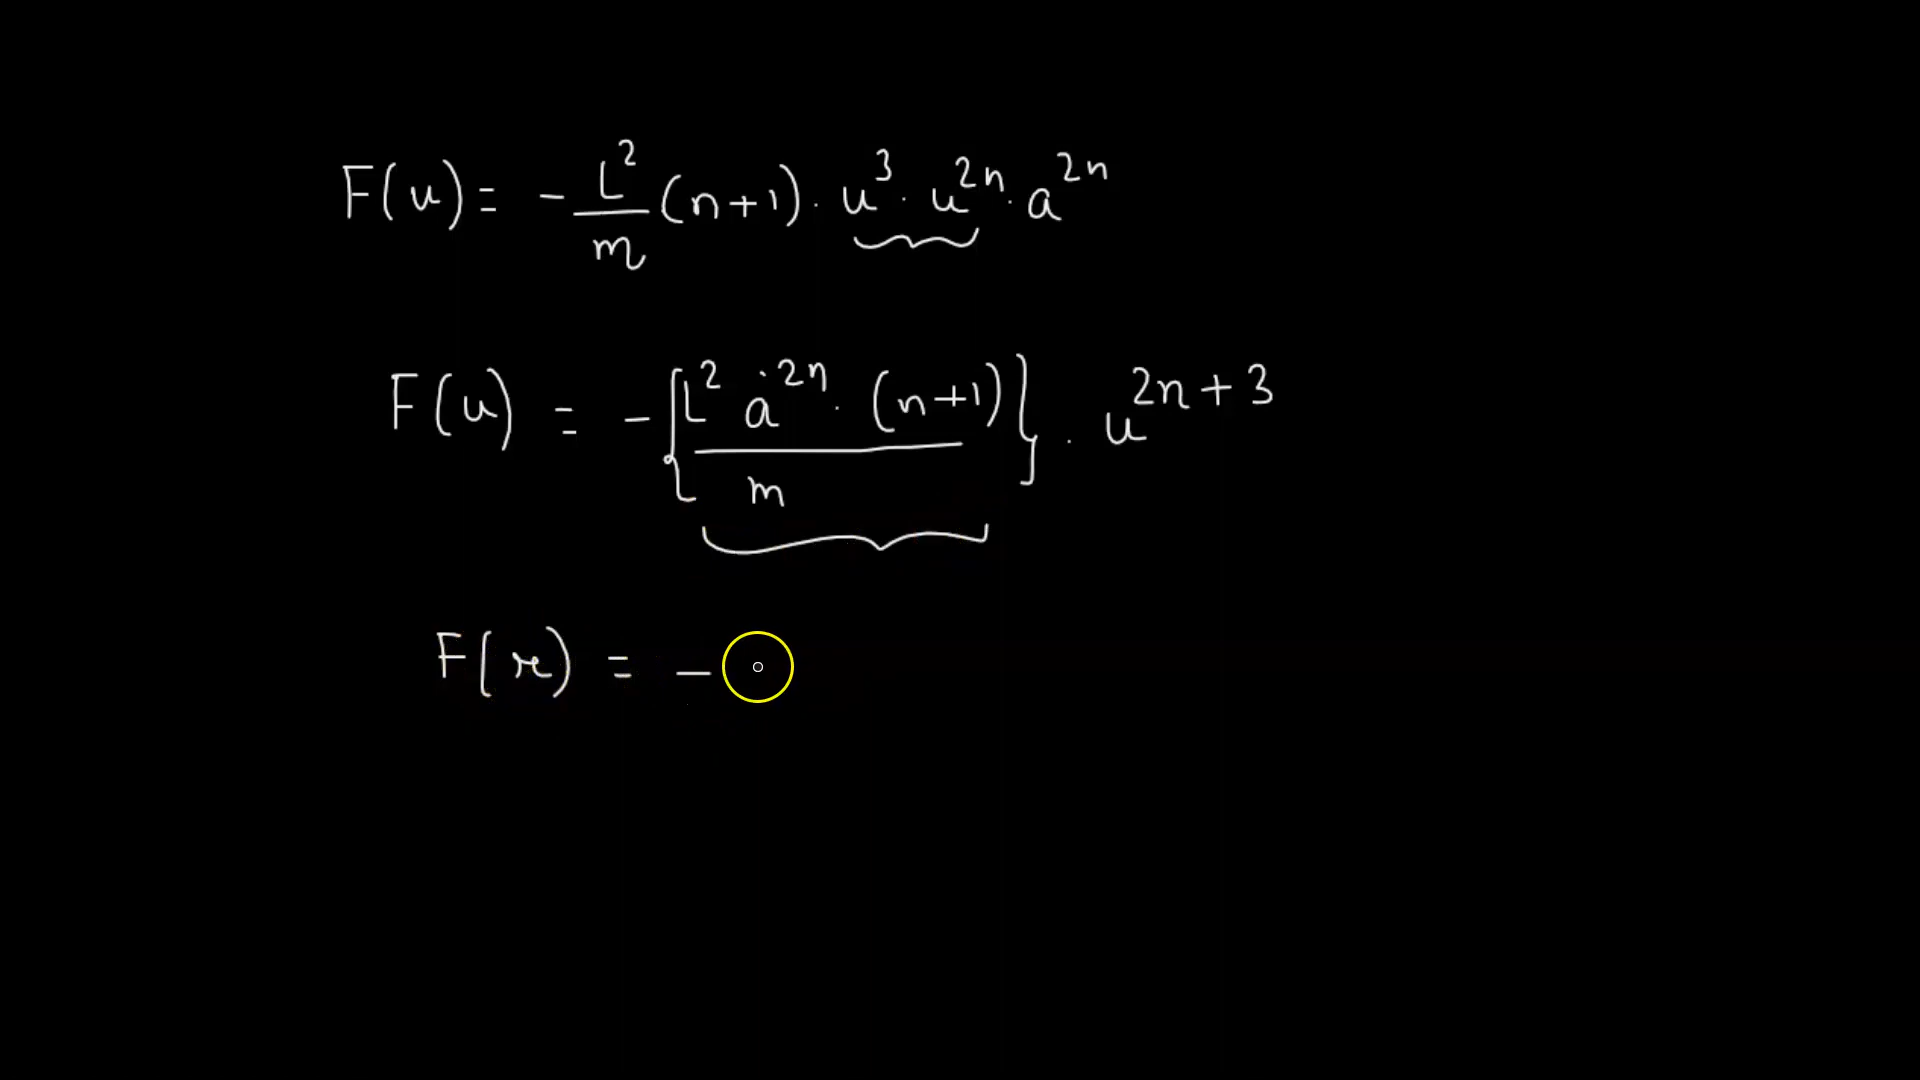 F(u) = - L²/m (n+1) · u³ · u²ⁿ · a²ⁿ
F(u) = - {L² a²ⁿ · (n+1)/m} · u²ⁿ⁺³
F(r) = -